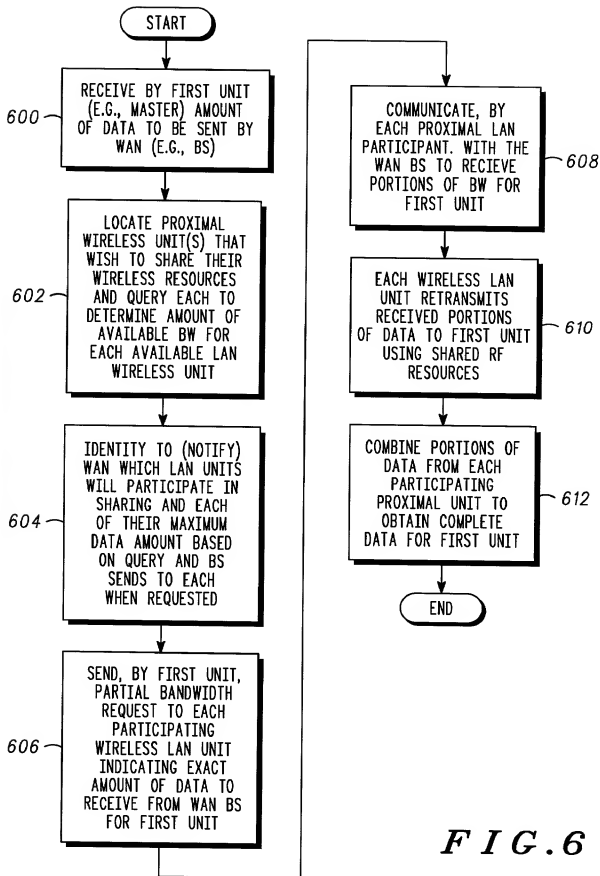 START
600
RECEIVE BY FIRST UNIT
(E.G., MASTER) AMOUNT
OF DATA TO BE SENT BY
WAN (E.G., BS)
602
LOCATE PROXIMAL
WIRELESS UNIT(S) THAT
WISH TO SHARE THEIR
WIRELESS RESOURCES
AND QUERY EACH TO
DETERMINE AMOUNT OF
AVAILABLE BW FOR
EACH AVAILABLE LAN
WIRELESS UNIT
604
IDENTITY TO (NOTIFY)
WAN WHICH LAN UNITS
WILL PARTICIPATE IN
SHARING AND EACH
OF THEIR MAXIMUM
DATA AMOUNT BASED
ON QUERY AND BS
SENDS TO EACH
WHEN REQUESTED
606
SEND, BY FIRST UNIT,
PARTIAL BANDWIDTH
REQUEST TO EACH
PARTICIPATING
WIRELESS LAN UNIT
INDICATING EXACT
AMOUNT OF DATA TO
RECEIVE FROM WAN BS
FOR FIRST UNIT
COMMUNICATE, BY
EACH PROXIMAL LAN
PARTICIPANT. WITH THE
WAN BS TO RECIEVE
PORTIONS OF BW FOR
FIRST UNIT
608
EACH WIRELESS LAN
UNIT RETRANSMITS
RECEIVED PORTIONS
OF DATA TO FIRST UNIT
USING SHARED RF
RESOURCES
610
COMBINE PORTIONS OF
DATA FROM EACH
PARTICIPATING
PROXIMAL UNIT TO
OBTAIN COMPLETE
DATA FOR FIRST UNIT
612
END
FIG.6